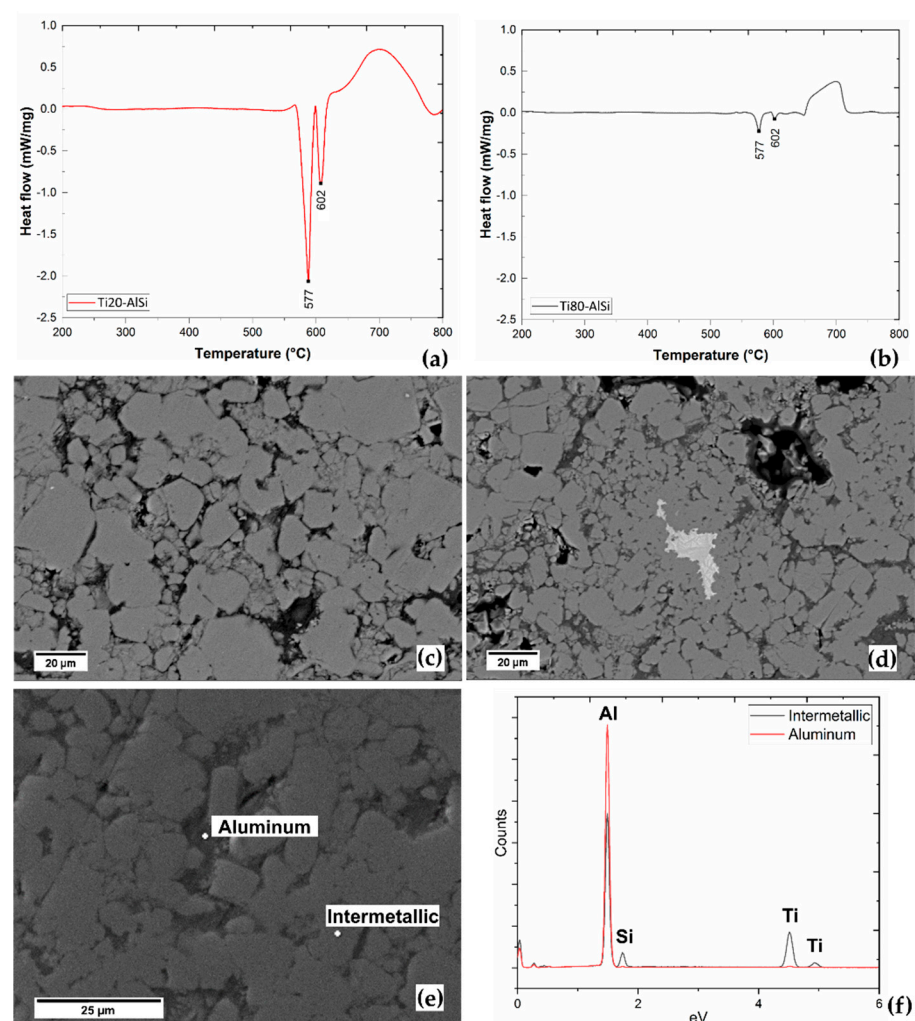 1.0
0.5
0.0
-0.5
-1.0
-1.5
-2.0
-2.5
Heat flow (mW/mg)
577
602
Ti20-AlSi
200 300 400 500 600 700 800
Temperature (°C)
(a)
1.0
0.5
0.0
-0.5
-1.0
-1.5
-2.0
-2.5
Heat flow (mW/mg)
577
602
Ti80-AlSi
200 300 400 500 600 700 800
Temperature (°C)
(b)
20 µm
(c)
20 µm
(d)
Aluminum
Intermetallic
25 µm
(e)
Al
Intermetallic
Aluminum
Counts
Si
Ti
Ti
0 2 4 6
eV
(f)